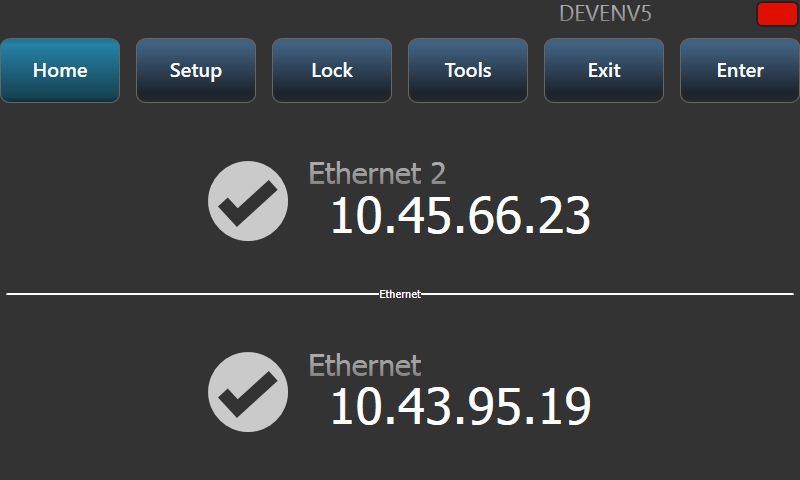 DEVENV5
Home Setup Lock Tools Exit Enter
Ethernet 2
10.45.66.23
Ethernet
Ethernet
10.43.95.19